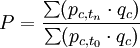 P = \frac{\sum (p_{c,t_n} \cdot q_c)}{\sum (p_{c,t_0} \cdot q_c)}